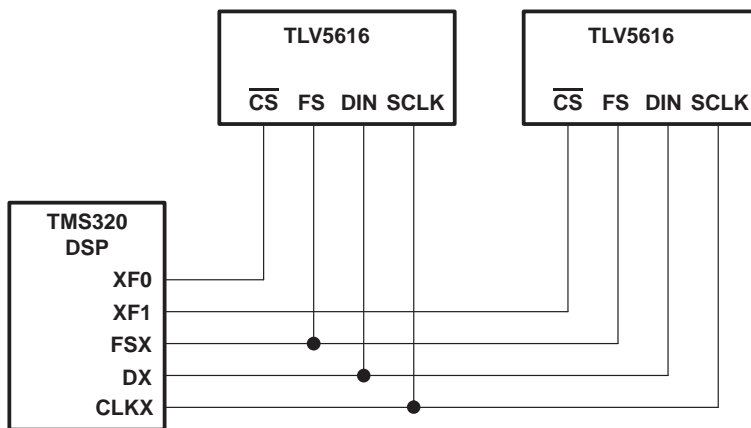 TLV5616
CS FS DIN SCLK
TLV5616
CS FS DIN SCLK
TMS320
DSP
XF0
XF1
FSX
DX
CLKX